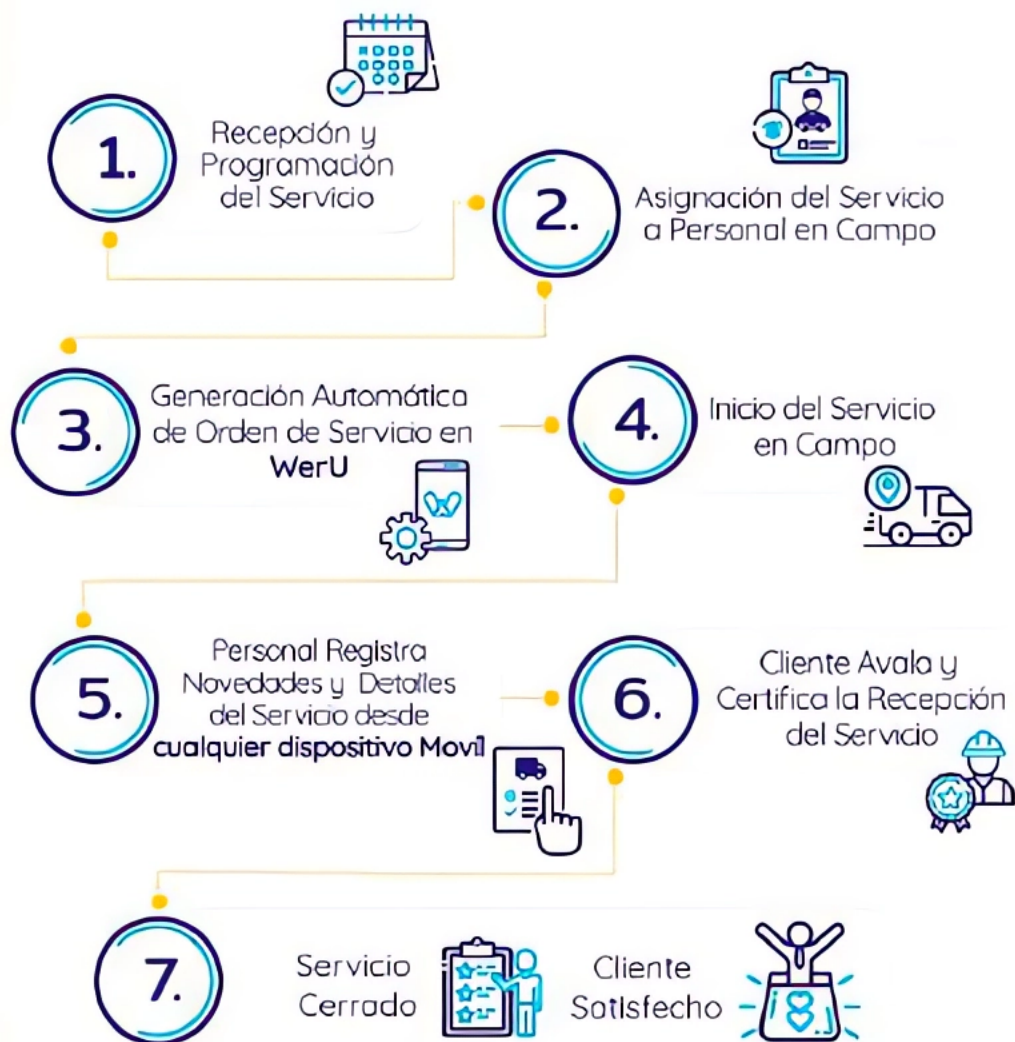 1.
Recepción y
Programación
del Servicio
2.
Asignación del Servicio
a Personal en Campo
3.
Generación Automática
de Orden de Servicio en
WerU
4.
Inicio del Servicio
en Campo
5.
Personal Registra
Novedades y Detalles
del Servicio desde
cualquier dispositivo Movil
6.
Cliente Avala y
Certifica la Recepción
del Servicio
7.
Servicio
Cerrado
Cliente
Satisfecho